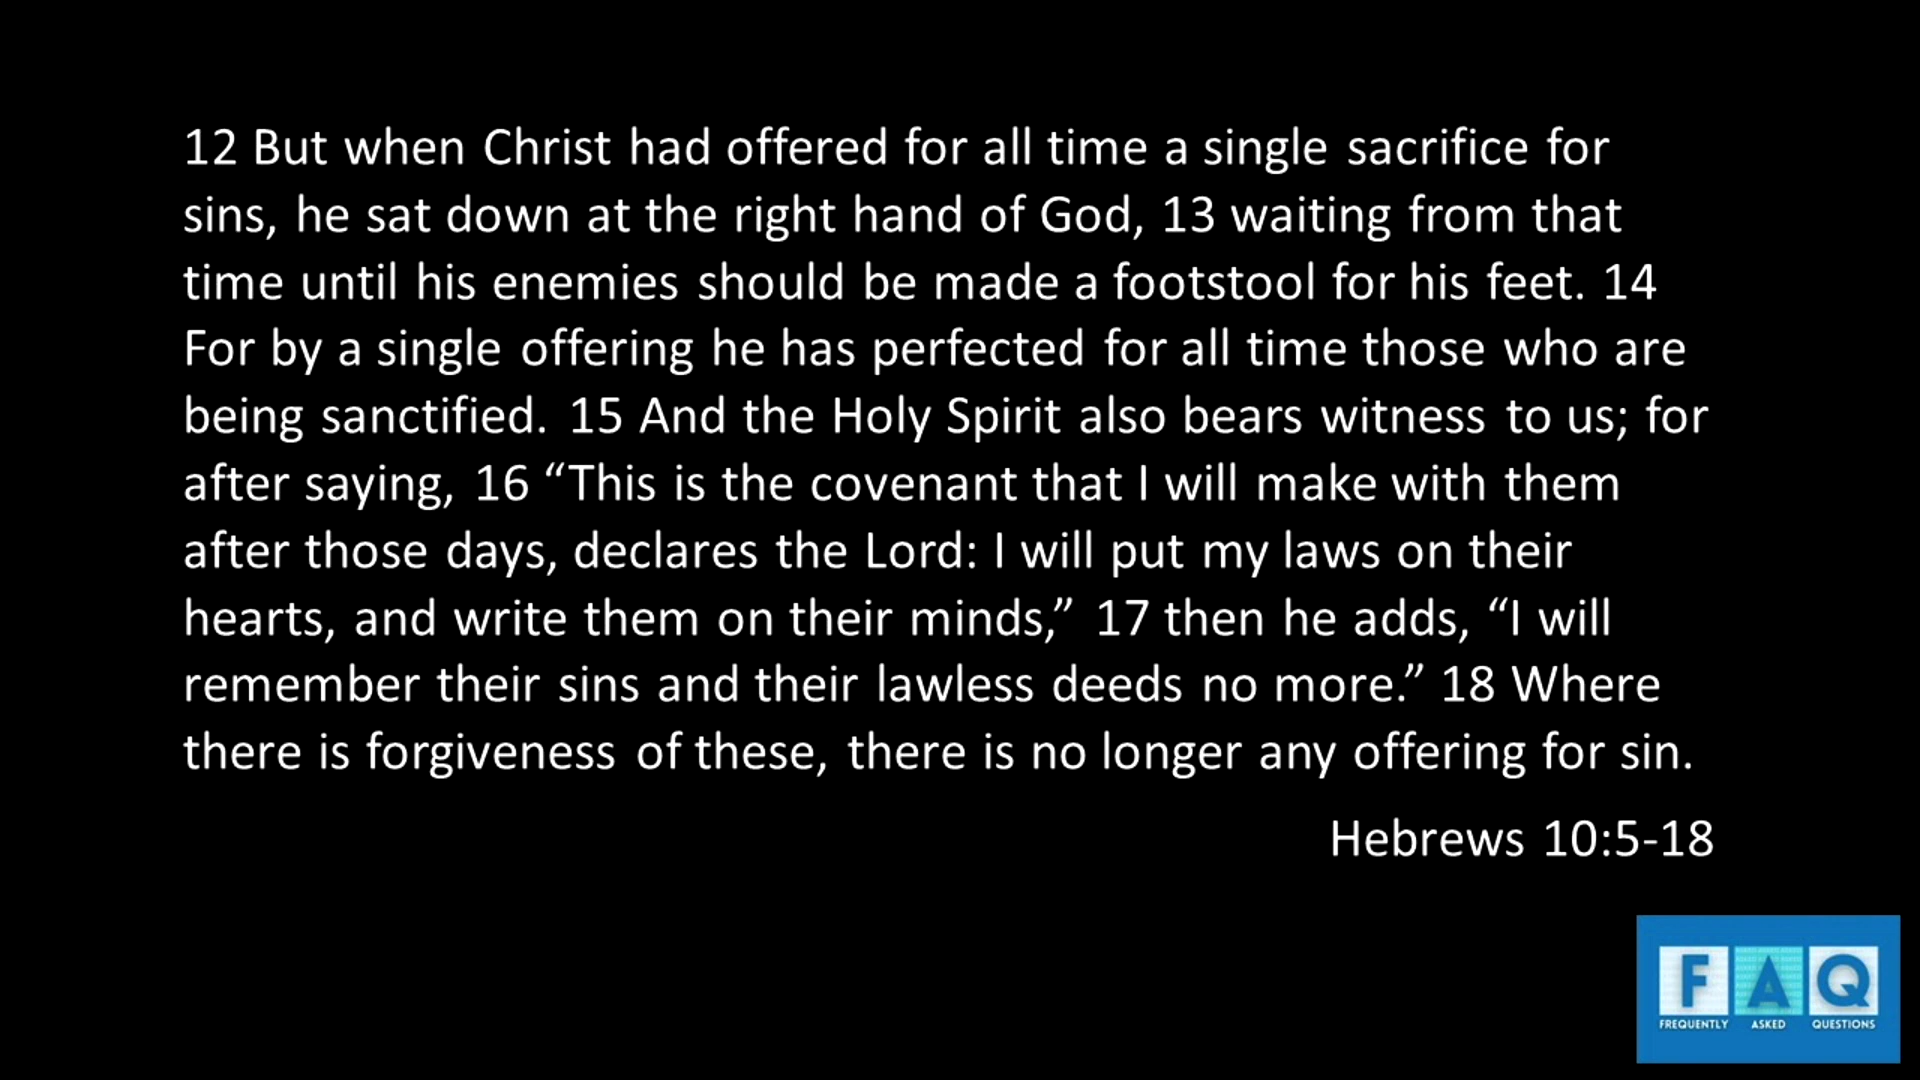 12 But when Christ had offered for all time a single sacrifice for
sins, he sat down at the right hand of God, 13 waiting from that
time until his enemies should be made a footstool for his feet. 14
For by a single offering he has perfected for all time those who are
being sanctified. 15 And the Holy Spirit also bears witness to us; for
after saying, 16 “This is the covenant that I will make with them
after those days, declares the Lord: I will put my laws on their
hearts, and write them on their minds,” 17 then he adds, “I will
remember their sins and their lawless deeds no more.” 18 Where
there is forgiveness of these, there is no longer any offering for sin.
Hebrews 10:5-18
F A Q
FREQUENTLY ASKED QUESTIONS